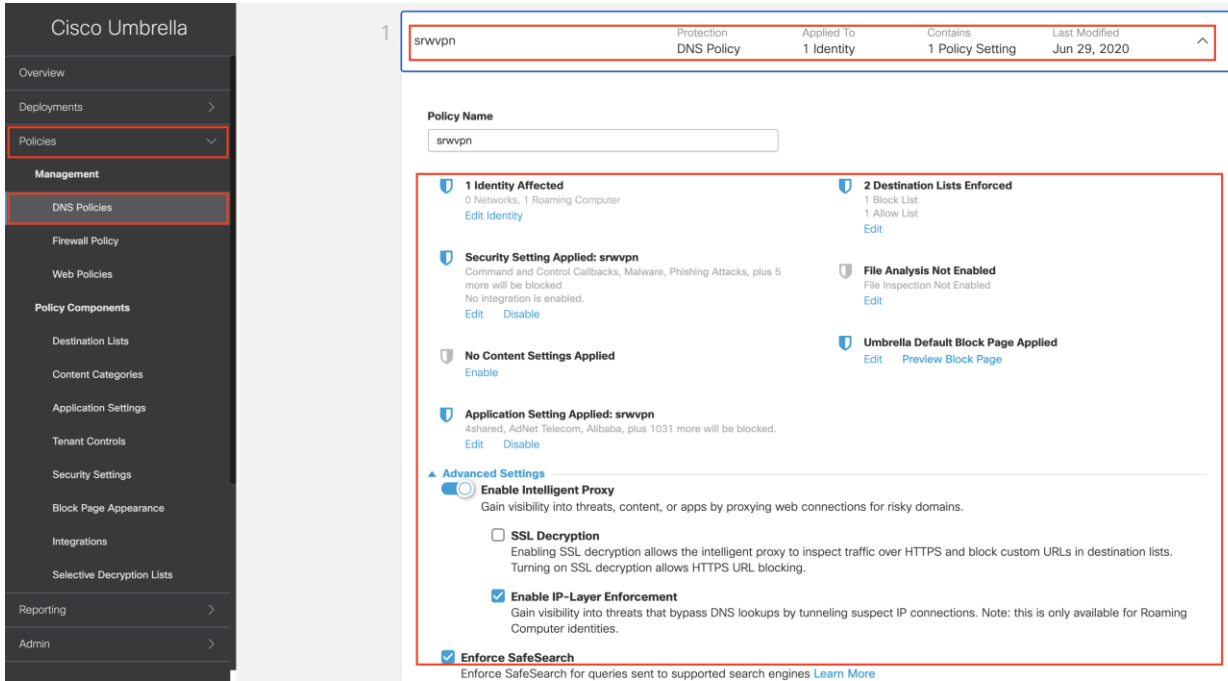 Cisco Umbrella
Overview
Deployments
Policies
Management
DNS Policies
Firewall Policy
Web Policies
Policy Components
Destination Lists
Content Categories
Application Settings
Tenant Controls
Security Settings
Block Page Appearance
Integrations
Selective Decryption Lists
Reporting
Admin
1
srwvpn
Protection
DNS Policy
Applied To
1 Identity
Contains
1 Policy Setting
Last Modified
Jun 29, 2020
Policy Name
srwvpn
1 Identity Affected
0 Networks, 1 Roaming Computer
Edit Identity
Security Setting Applied: srwvpn
Command and Control Callbacks, Malware, Phishing Attacks, plus 5
more will be blocked
No integration is enabled.
Edit Disable
No Content Settings Applied
Enable
Application Setting Applied: srwvpn
4shared, AdNet Telecom, Alibaba, plus 1031 more will be blocked.
Edit Disable
2 Destination Lists Enforced
1 Block List
1 Allow List
Edit
File Analysis Not Enabled
File Inspection Not Enabled
Edit
Umbrella Default Block Page Applied
Edit Preview Block Page
Advanced Settings
Enable Intelligent Proxy
Gain visibility into threats, content, or apps by proxying web connections for risky domains.
SSL Decryption
Enabling SSL decryption allows the intelligent proxy to inspect traffic over HTTPS and block custom URLs in destination lists.
Turning on SSL decryption allows HTTPS URL blocking.
Enable IP-Layer Enforcement
Gain visibility into threats that bypass DNS lookups by tunneling suspect IP connections. Note: this is only available for Roaming
Computer identities.
Enforce SafeSearch
Enforce SafeSearch for queries sent to supported search engines Learn More